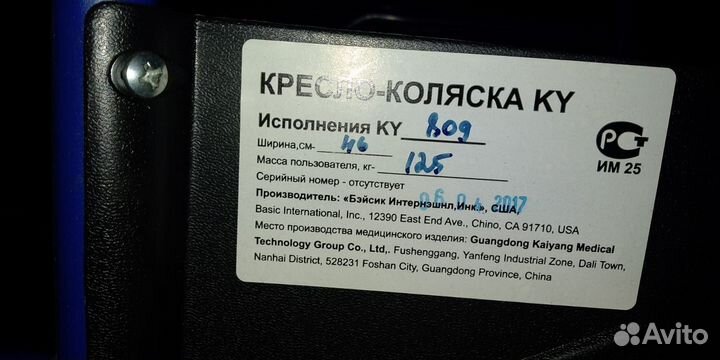 КРЕСЛО-КОЛЯСКА KY
Исполнения KY 809
Ширина,см- 46
Масса пользователя, кг- 125
Серийный номер - отсутствует
06 04 2017
Производитель: «Бэйсик Интернэшнл,Инк.», США,
Basic International, Inc., 12390 East End Ave., Chino, CA 91710, USA
Место производства медицинского изделия: Guangdong Kaiyang Medical
Technology Group Co., Ltd,. Fushenggang, Yanfeng Industrial Zone, Dali Town,
Nanhai District, 528231 Foshan City, Guangdong Province, China
РСТ
ИМ 25
Avito